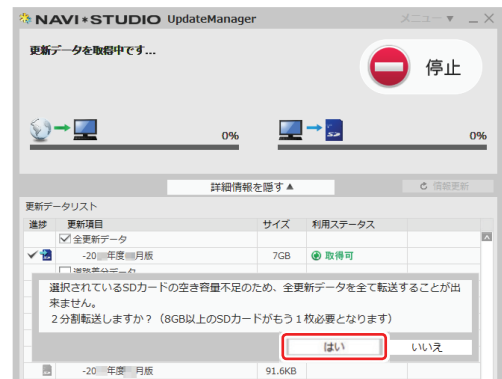 NAVI*STUDIO UpdateManager
メニュー ▼ _ X
更新データを取得中です...
停止
0%
0%
詳細情報を隠す▲
情報更新
更新データリスト
進捗 更新項目 サイズ 利用ステータス
全更新データ
-20 年度 月版 7GB 取得可
道路差分データ
選択されているSDカードの空き容量不足のため、全更新データを全て転送することが出
来ません。
2分割転送しますか？(8GB以上のSDカードがもう1枚必要となります)
はい いいえ
-20 年度 月版 91.6KB